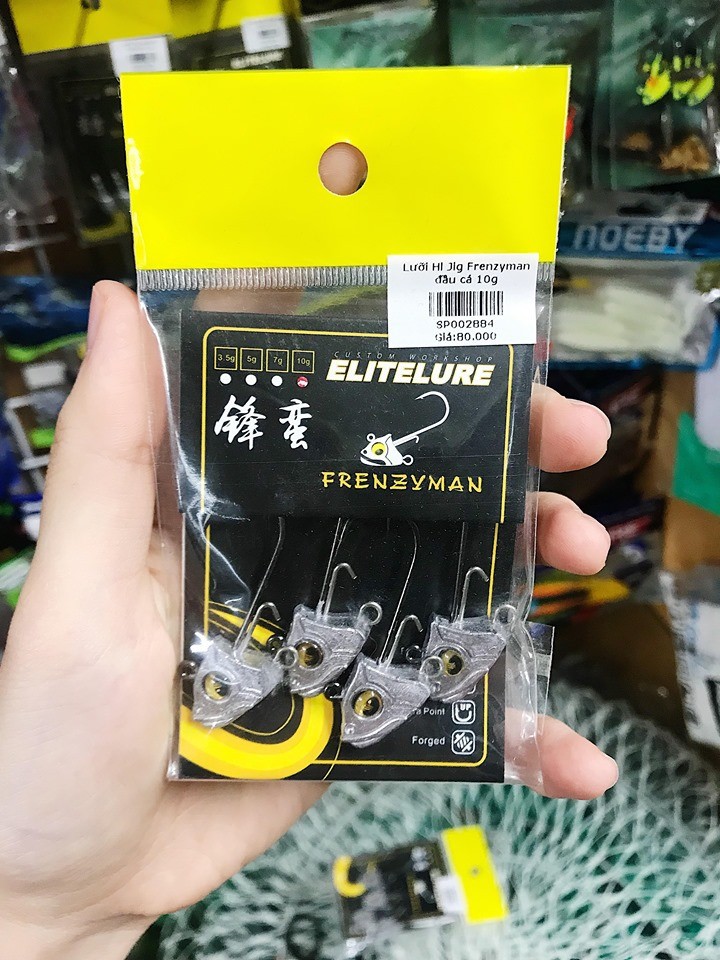 NOEBY
Lưỡi Hl Jig Frenzyman
đầu cá 10g
SP002884
Giá:80.000
3.5g 5g 7g 10g
CUSTOM WORKSHOP
ELITELURE
锋蛮
FRENZYMAN
Point
UP
Forged